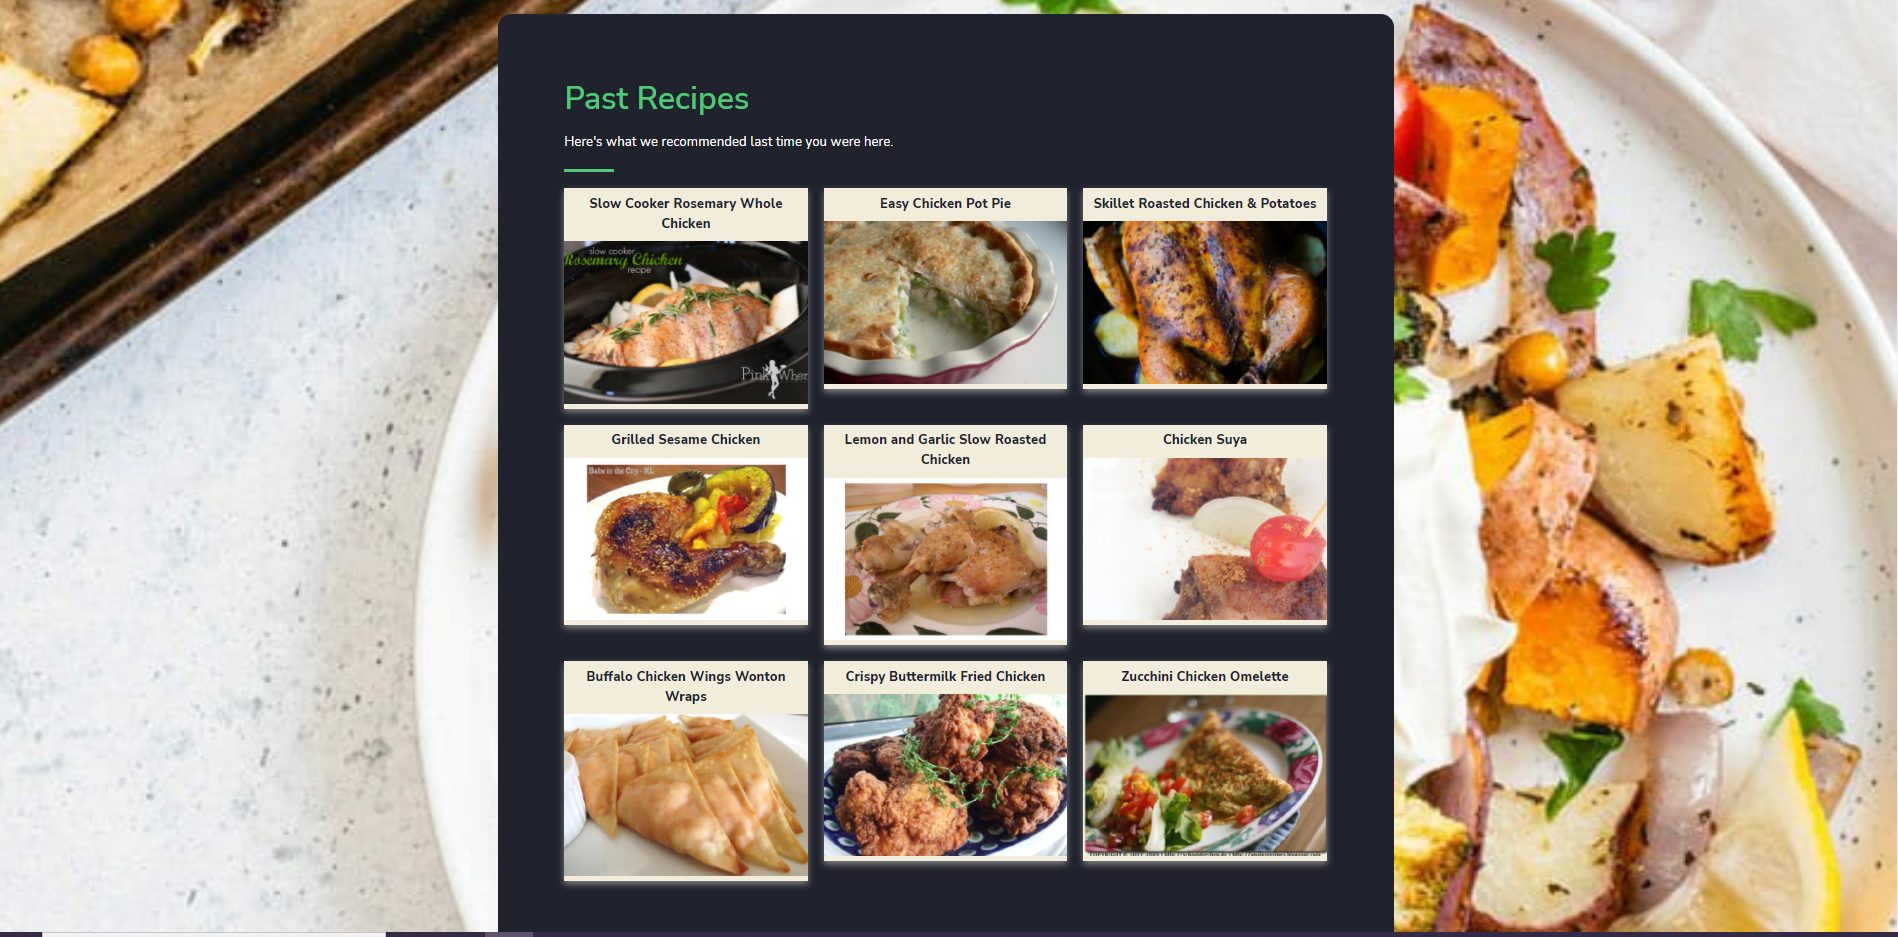 Past Recipes
Here's what we recommended last time you were here.
Slow Cooker Rosemary Whole
Chicken
slow cooker
Rosemary Chicken
recipe
Pink When
Easy Chicken Pot Pie
Skillet Roasted Chicken & Potatoes
Grilled Sesame Chicken
Babe in the City - KL
Lemon and Garlic Slow Roasted
Chicken
Chicken Suya
Buffalo Chicken Wings Wonton
Wraps
Crispy Buttermilk Fried Chicken
Zucchini Chicken Omelette